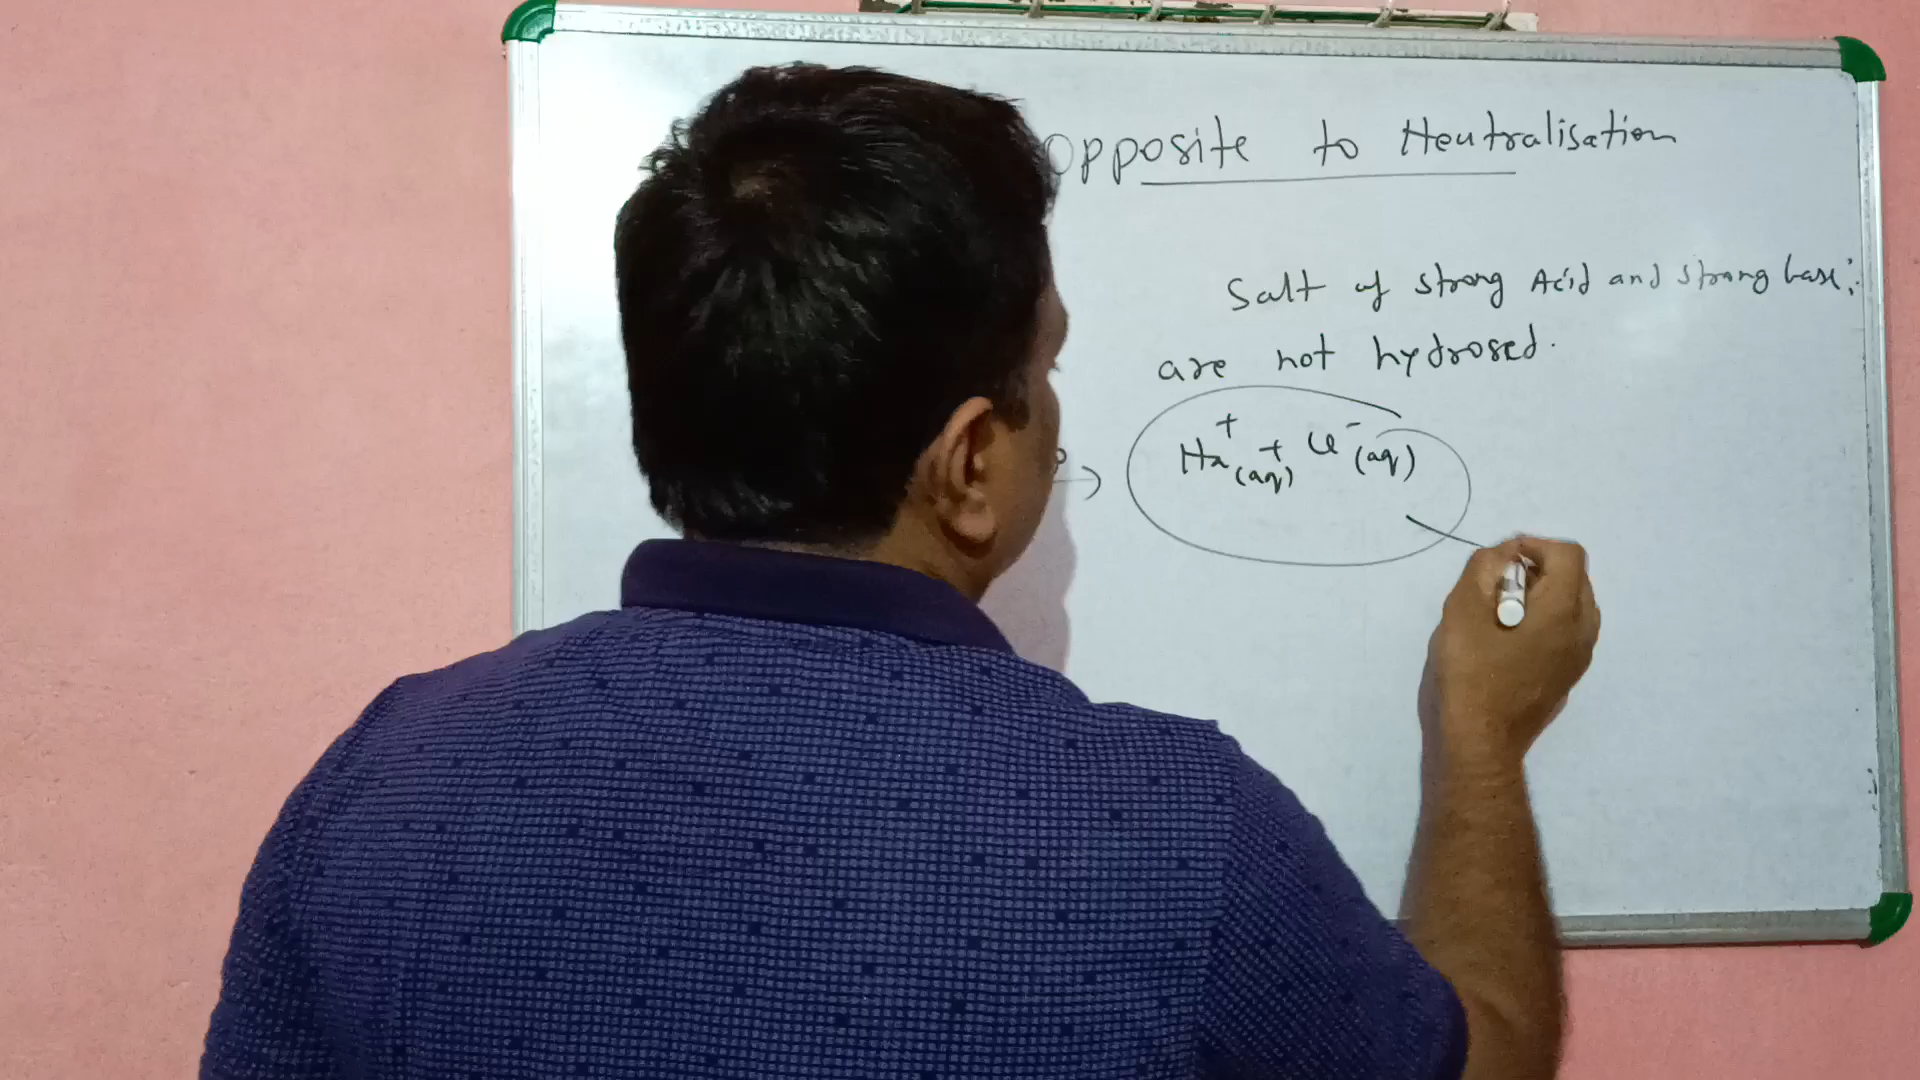 opposite to Neutralisation
Salt of strong Acid and strong base;
are not hydrosed.
→ Na+(aq) + Cl-(aq)